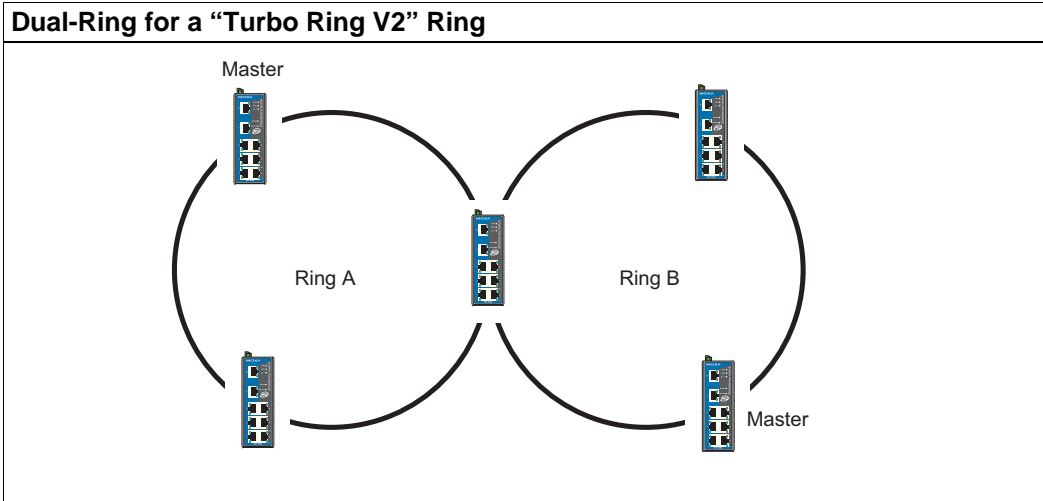 Dual-Ring for a “Turbo Ring V2” Ring
Master
Ring A
Ring B
Master